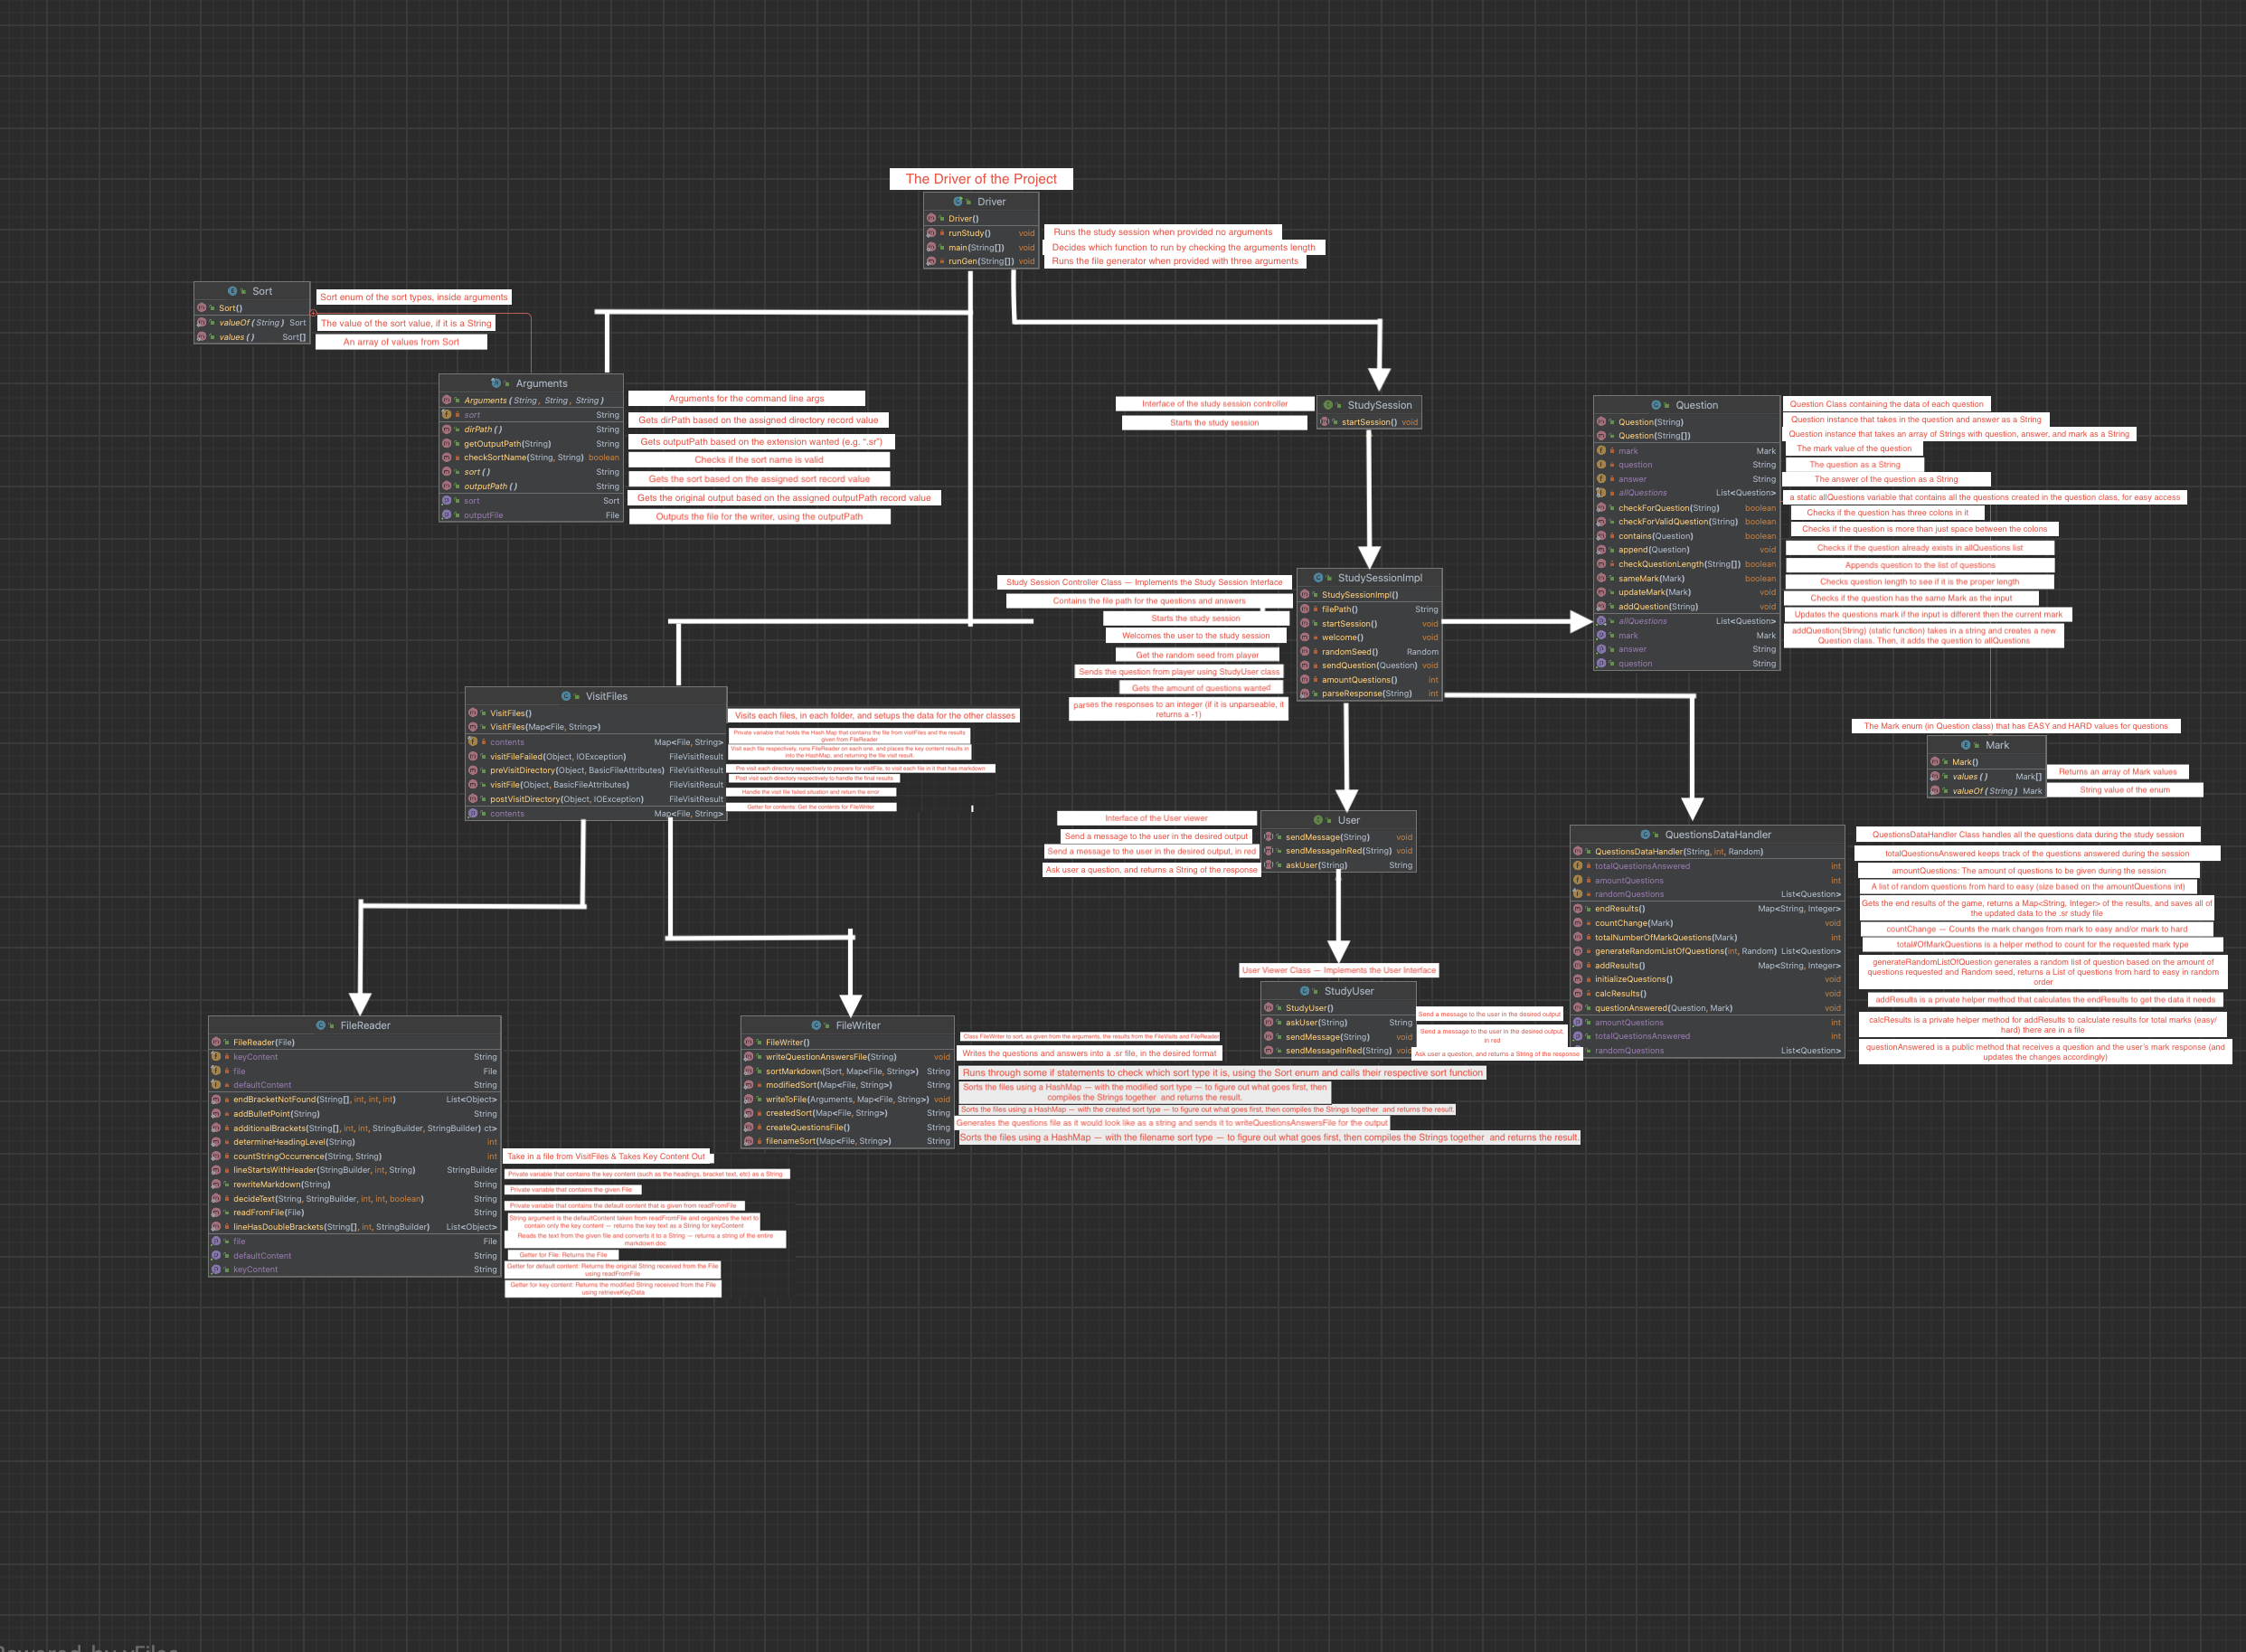 The Driver of the Project
Driver
Driver()
runStudy() void
main(String[]) void
runGen(String[]) void
Runs the study session when provided no arguments
Decides which function to run by checking the arguments length
Runs the file generator when provided with three arguments
Sort
Sort()
valueOf(String) Sort
values() Sort[]
Sort enum of the sort types, inside arguments
The value of the sort value, if it is a String
An array of values from Sort
Arguments
Arguments(String, String, String)
sort String
dirPath() String
getOutputPath(String) String
checkSortName(String, String) boolean
sort() String
outputPath() String
sort Sort
outputFile File
Arguments for the command line args
Gets dirPath based on the assigned directory record value
Gets outputPath based on the extension wanted (e.g. “.sr”)
Checks if the sort name is valid
Gets the sort based on the assigned sort record value
Gets the original output based on the assigned outputPath record value
Outputs the file for the writer, using the outputPath
Interface of the study session controller
Starts the study session
StudySession
startSession() void
Question
Question(String)
Question(String[])
mark Mark
question String
answer String
allQuestions List<Question>
checkForQuestion(String) boolean
checkForValidQuestion(String) boolean
contains(Question) boolean
append(Question) void
checkQuestionLength(String[]) boolean
sameMark(Mark) boolean
updateMark(Mark) void
addQuestion(String) void
allQuestions List<Question>
mark Mark
answer String
question String
Question Class containing the data of each question
Question instance that takes in the question and answer as a String
Question instance that takes an array of Strings with question, answer, and mark as a String
The mark value of the question
The question as a String
The answer of the question as a String
a static allQuestions variable that contains all the questions created in the question class, for easy access
Checks if the question has three colons in it
Checks if the question is more than just space between the colons
Checks if the question already exists in allQuestions list
Appends question to the list of questions
Checks question length to see if it is the proper length
Checks if the question has the same Mark as the input
Updates the questions mark if the input is different then the current mark
addQuestion(String) (static function) takes in a string and creates a new
Question class. Then, it adds the question to allQuestions
Study Session Controller Class — Implements the Study Session Interface
Contains the file path for the questions and answers
Starts the study session
Welcomes the user to the study session
Get the random seed from player
Sends the question from player using StudyUser class
Gets the amount of questions wanted
parses the responses to an integer (if it is unparseable, it
returns a -1)
StudySessionImpl
StudySessionImpl()
filePath() String
startSession() void
welcome() void
randomSeed() Random
sendQuestion(Question) void
amountQuestions() int
parseResponse(String) int
VisitFiles
VisitFiles()
VisitFiles(Map<File, String>)
contents Map<File, String>
visitFileFailed(Object, IOException) FileVisitResult
preVisitDirectory(Object, BasicFileAttributes) FileVisitResult
visitFile(Object, BasicFileAttributes) FileVisitResult
postVisitDirectory(Object, IOException) FileVisitResult
contents Map<File, String>
Visits each files, in each folder, and setups the data for the other classes
Private variable that holds the Hash Map that contains the file from visitFiles and the results
given from FileReader
Visit each file respectively, runs FileReader on each one, and places the key content results in
into the HashMap, and returning the file visit result.
Pre visit each directory respectively to prepare for visitFile, to visit each file in it that has markdown
Post visit each directory respectively to handle the final results
Handle the visit file failed situation and return the error
Getter for contents: Get the contents for FileWriter
The Mark enum (in Question class) that has EASY and HARD values for questions
Mark
Mark()
values() Mark[]
valueOf(String) Mark
Returns an array of Mark values
String value of the enum
Interface of the User viewer
Send a message to the user in the desired output
Send a message to the user in the desired output, in red
Ask user a question, and returns a String of the response
User
sendMessage(String) void
sendMessageInRed(String) void
askUser(String) String
User Viewer Class — Implements the User Interface
StudyUser
StudyUser()
askUser(String) String
sendMessage(String) void
sendMessageInRed(String) void
Send a message to the user in the desired output
Send a message to the user in the desired output,
in red
Ask user a question, and returns a String of the response
QuestionsDataHandler
QuestionsDataHandler(String, int, Random)
totalQuestionsAnswered int
amountQuestions int
randomQuestions List<Question>
endResults() Map<String, Integer>
countChange(Mark) void
totalNumberOfMarkQuestions(Mark) int
generateRandomListOfQuestions(int, Random) List<Question>
addResults() Map<String, Integer>
initializeQuestions() void
calcResults() void
questionAnswered(Question, Mark) void
amountQuestions int
totalQuestionsAnswered int
randomQuestions List<Question>
QuestionsDataHandler Class handles all the questions data during the study session
totalQuestionsAnswered keeps track of the questions answered during the session
amountQuestions: The amount of questions to be given during the session
A list of random questions from hard to easy (size based on the amountQuestions int)
Gets the end results of the game, returns a Map<String, Integer> of the results, and saves all of
the updated data to the .sr study file
countChange — Counts the mark changes from mark to easy and/or mark to hard
total#OfMarkQuestions is a helper method to count for the requested mark type
generateRandomListOfQuestion generates a random list of question based on the amount of
questions requested and Random seed, returns a List of questions from hard to easy in random
order
addResults is a private helper method that calculates the endResults to get the data it needs
calcResults is a private helper method for addResults to calculate results for total marks (easy/
hard) there are in a file
questionAnswered is a public method that receives a question and the user’s mark response (and
updates the changes accordingly)
FileReader
FileReader(File)
keyContent String
file File
defaultContent String
endBracketNotFound(String[], int, int, int) List<Object>
addBulletPoint(String) String
additionalBrackets(String[], int, int, StringBuilder, StringBuilder) ct>
determineHeadingLevel(String) int
countStringOccurrence(String, String) int
lineStartsWithHeader(StringBuilder, int, String) StringBuilder
rewriteMarkdown(String) String
decideText(String, StringBuilder, int, int, boolean) String
readFromFile(File) String
lineHasDoubleBrackets(String[], int, StringBuilder) List<Object>
file File
defaultContent String
keyContent String
Take in a file from VisitFiles & Takes Key Content Out
Private variable that contains the key content (such as the headings, bracket text, etc) as a String
Private variable that contains the given File
Private variable that contains the default content that is given from readFromFile
String argument is the defaultContent taken from readFromFile and organizes the text to
contain only the key content — returns the key text as a String for keyContent
Reads the text from the given file and converts it to a String — returns a string of the entire
markdown doc
Getter for File: Returns the File
Getter for default content: Returns the original String received from the File
using readFromFile
Getter for key content: Returns the modified String received from the File
using retrieveKeyData
FileWriter
FileWriter()
writeQuestionAnswersFile(String) void
sortMarkdown(Sort, Map<File, String>) String
modifiedSort(Map<File, String>) String
writeToFile(Arguments, Map<File, String>) void
createdSort(Map<File, String>) String
createQuestionsFile() String
filenameSort(Map<File, String>) String
Class FileWriter to sort, as given from the arguments, the results from the FileVisits and FileReader
Writes the questions and answers into a .sr file, in the desired format
Runs through some if statements to check which sort type it is, using the Sort enum and calls their respective sort function
Sorts the files using a HashMap — with the modified sort type — to figure out what goes first, then
compiles the Strings together and returns the result.
Sorts the files using a HashMap — with the created sort type — to figure out what goes first, then compiles the Strings together and returns the result.
Generates the questions file as it would look like as a string and sends it to writeQuestionsAnswersFile for the output
Sorts the files using a HashMap — with the filename sort type — to figure out what goes first, then compiles the Strings together and returns the result.
Powered by yFiles